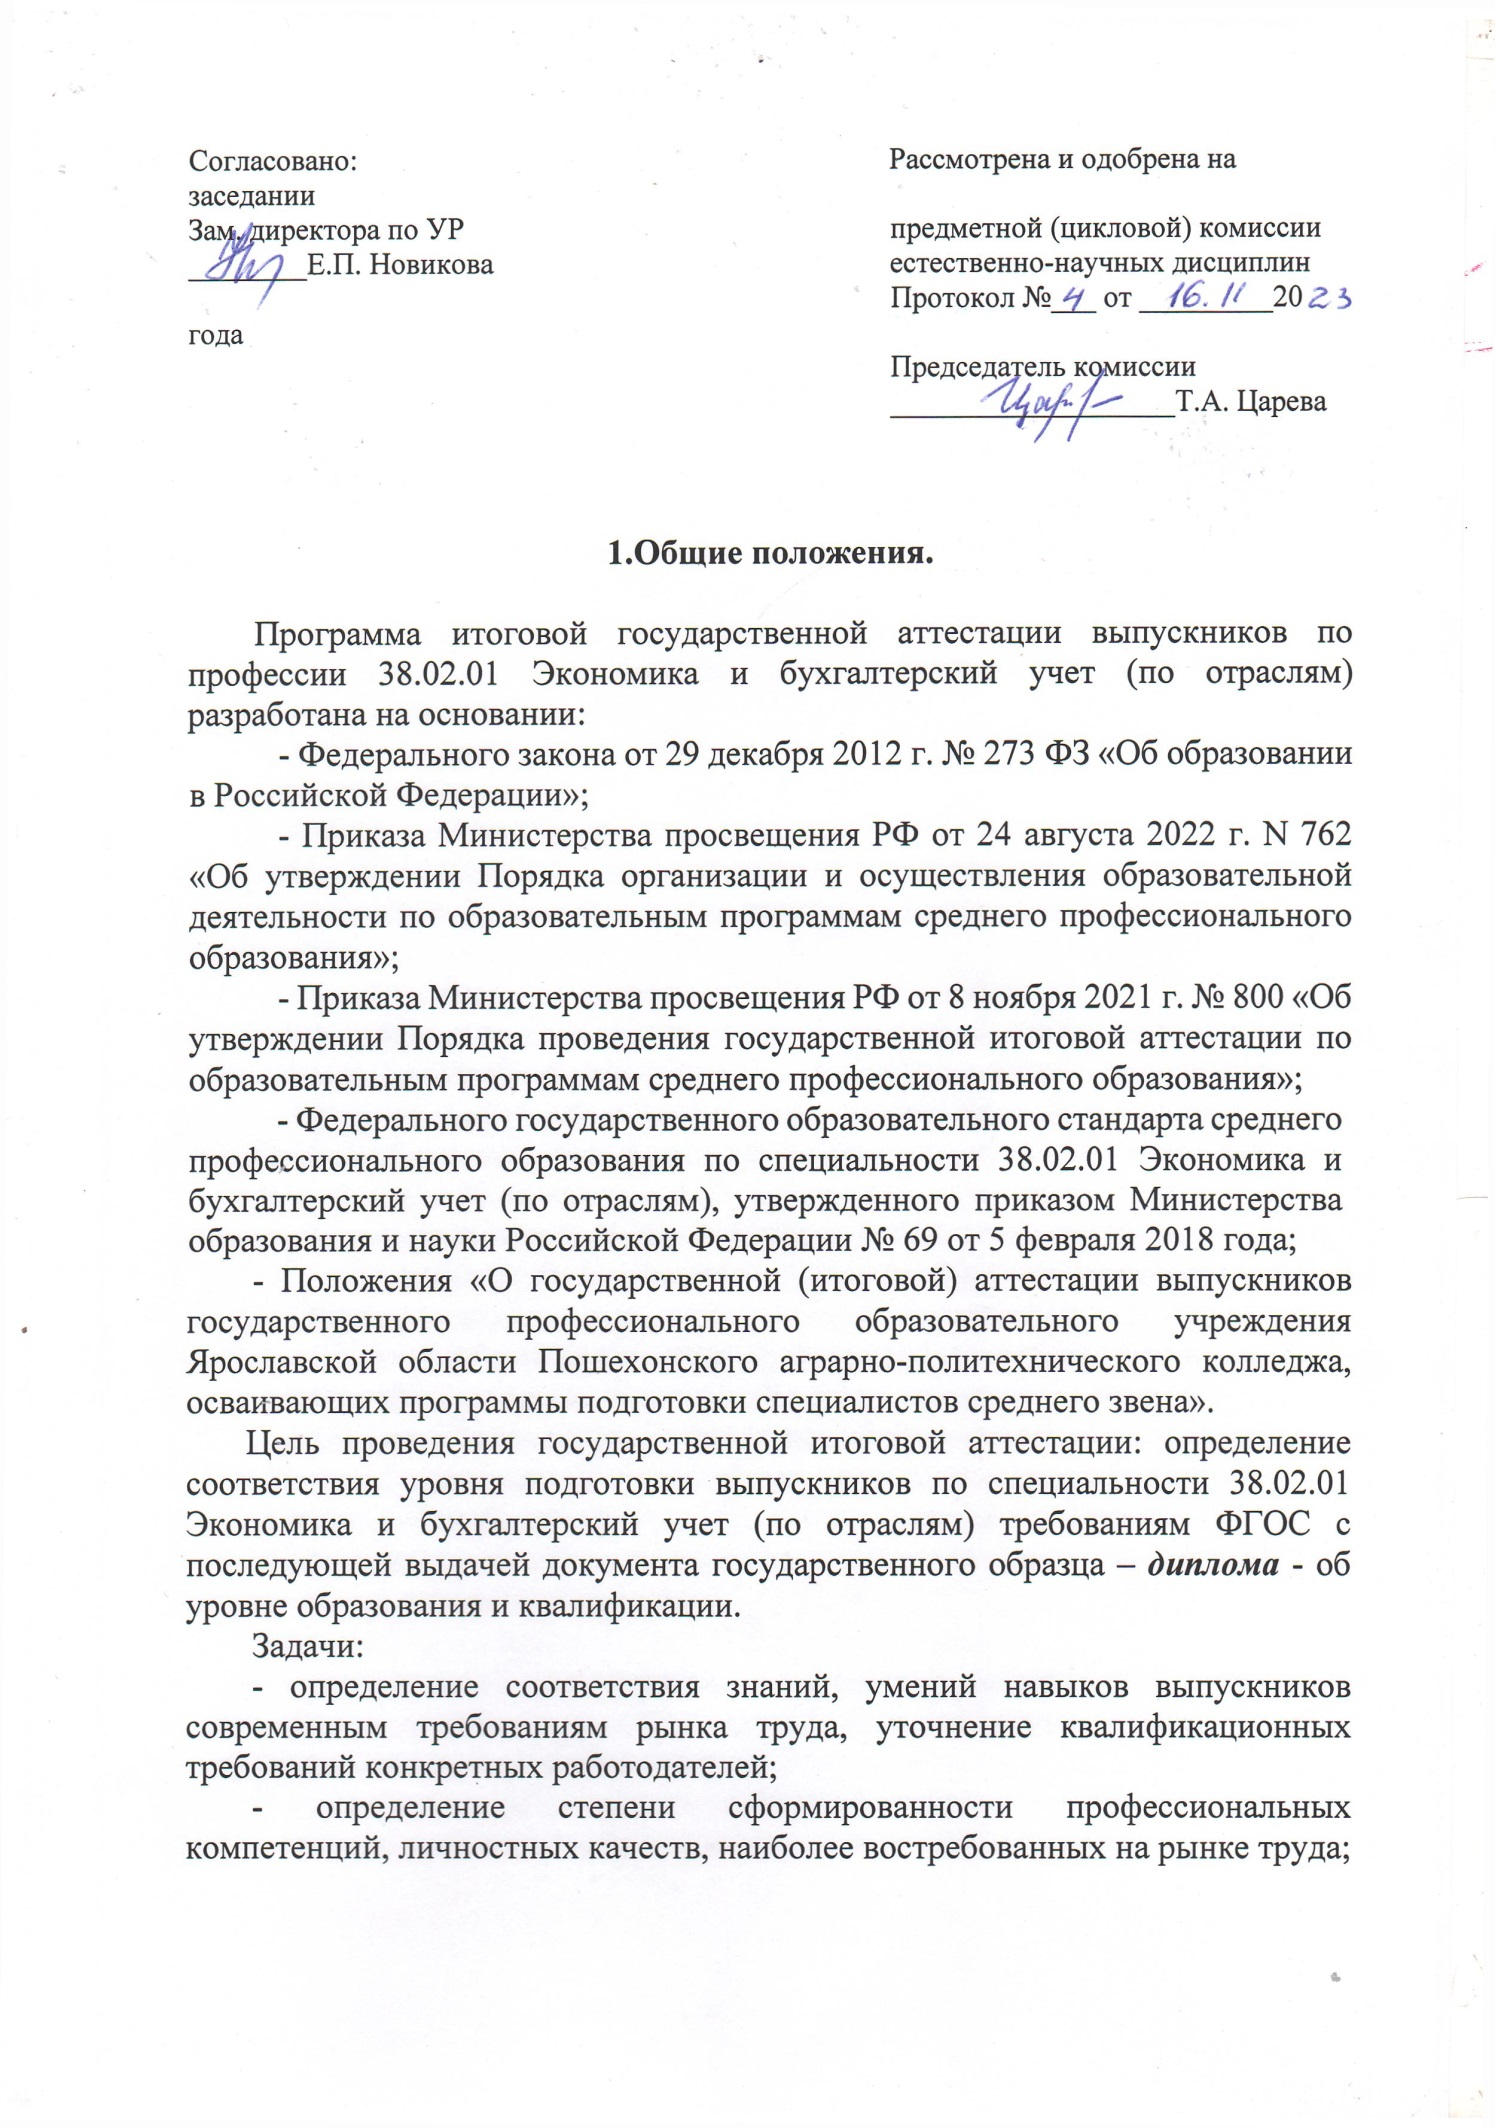 Согласовано: Рассмотрена и одобрена на
заседании
Зам. директора по УР предметной (цикловой) комиссии
_________Е.П. Новикова естественно-научных дисциплин
Протокол №4 от 16.11 2023
года
Председатель комиссии
___________________Т.А. Царева
1.Общие положения.
Программа итоговой государственной аттестации выпускников по
профессии 38.02.01 Экономика и бухгалтерский учет (по отраслям)
разработана на основании:
- Федерального закона от 29 декабря 2012 г. № 273 ФЗ «Об образовании
в Российской Федерации»;
- Приказа Министерства просвещения РФ от 24 августа 2022 г. N 762
«Об утверждении Порядка организации и осуществления образовательной
деятельности по образовательным программам среднего профессионального
образования»;
- Приказа Министерства просвещения РФ от 8 ноября 2021 г. № 800 «Об
утверждении Порядка проведения государственной итоговой аттестации по
образовательным программам среднего профессионального образования»;
- Федерального государственного образовательного стандарта среднего
профессионального образования по специальности 38.02.01 Экономика и
бухгалтерский учет (по отраслям), утвержденного приказом Министерства
образования и науки Российской Федерации № 69 от 5 февраля 2018 года;
- Положения «О государственной (итоговой) аттестации выпускников
государственного профессионального образовательного учреждения
Ярославской области Пошехонского аграрно-политехнического колледжа,
осваивающих программы подготовки специалистов среднего звена».
Цель проведения государственной итоговой аттестации: определение
соответствия уровня подготовки выпускников по специальности 38.02.01
Экономика и бухгалтерский учет (по отраслям) требованиям ФГОС с
последующей выдачей документа государственного образца – диплома - об
уровне образования и квалификации.
Задачи:
- определение соответствия знаний, умений навыков выпускников
современным требованиям рынка труда, уточнение квалификационных
требований конкретных работодателей;
- определение степени сформированности профессиональных
компетенций, личностных качеств, наиболее востребованных на рынке труда;